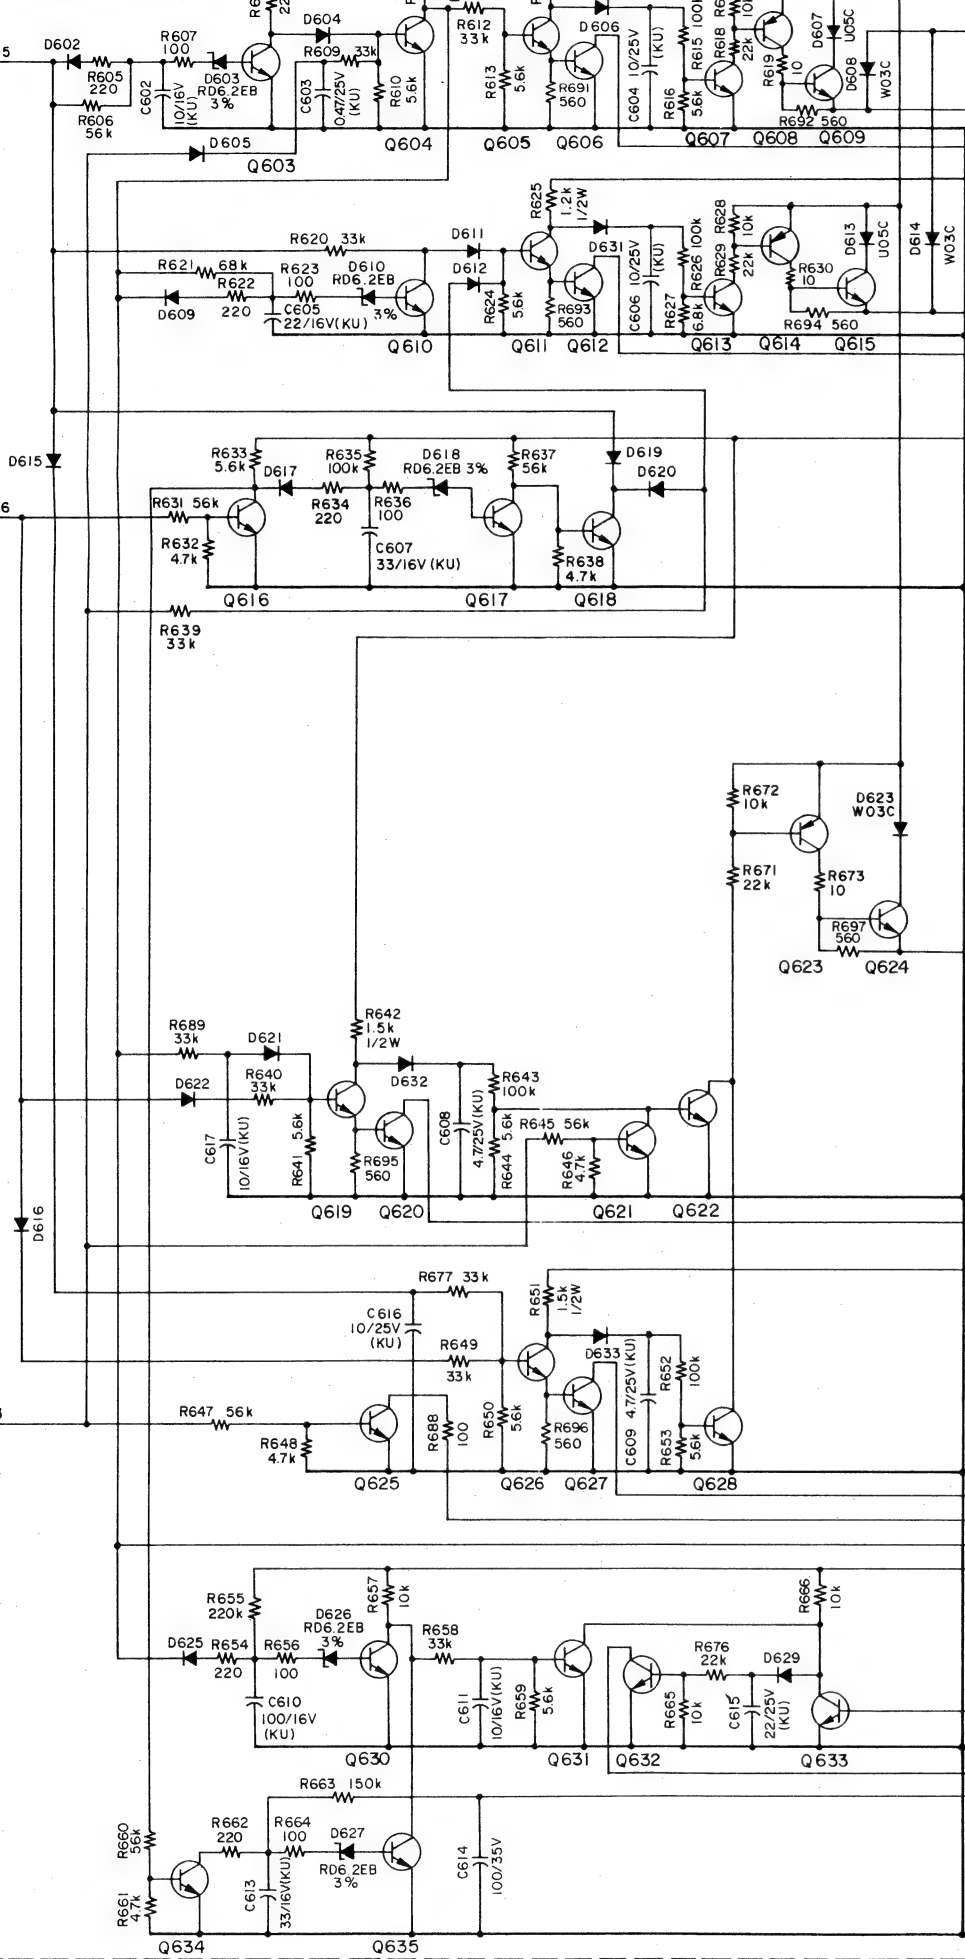 R612
33k
D604
R607
100
D602
R605
220
R606
56k
C602
10/16V
(KU)
D603
RD6.2EB
3%
R609
33k
C603
0.47/25V
(KU)
R610
5.6k
R613
5.6k
R691
560
D606
C604
10/25V
(KU)
R615
100k
R616
5.6k
R618
22k
10k
R619
10
D607
U05C
D608
W03C
R692 560
D605
Q603
Q604
Q605
Q606
Q607
Q608
Q609
R625
1.2k
1/2W
R620 33k
D611
R621
68k
R622
220
R623
100
D610
RD6.2EB
3%
D609
C605
22/16V(KU)
D612
R624
5.6k
R693
560
D631
C606
10/25V
(KU)
R626
100k
R627
6.8k
R628
10k
R629
22k
R630
10
D613
U05C
D614
W03C
R694 560
Q610
Q611
Q612
Q613
Q614
Q615
D615
R633
5.6k
D617
R635
100k
R634
220
D618
RD6.2EB 3%
R636
100
R637
56k
D619
D620
6
R631 56k
R632
4.7k
C607
33/16V(KU)
R638
4.7k
Q616
Q617
Q618
R639
33k
R672
10k
D623
W03C
R671
22k
R673
10
R697
560
Q623
Q624
R642
1.5k
1/2W
R689
33k
D621
D622
R640
33k
D632
C617
10/16V(KU)
R641
5.6k
R695
560
C608
4.7/25V(KU)
R643
100k
R644
5.6k
R645 56k
R646
4.7k
D616
Q619
Q620
Q621
Q622
R677 33k
R651
1.5k
1/2W
C616
10/25V
(KU)
R649
33k
D633
R652
100k
R647 56k
R648
4.7k
R688
100
R650
5.6k
R696
560
C609
4.7/25V(KU)
R653
5.6k
Q625
Q626
Q627
Q628
R655
220k
R657
10k
D626
RD6.2EB
3%
R666
10k
D625
R654
220
R656
100
R658
33k
R676
22k
D629
C610
100/16V
(KU)
C611
10/16V(KU)
R659
5.6k
R665
10k
C615
22/25V
(KU)
Q630
Q631
Q632
Q633
R663 150k
R660
56k
R662
220
R664
100
D627
RD6.2EB
3%
C614
100/35V
R661
4.7k
C613
33/16V(KU)
Q634
Q635